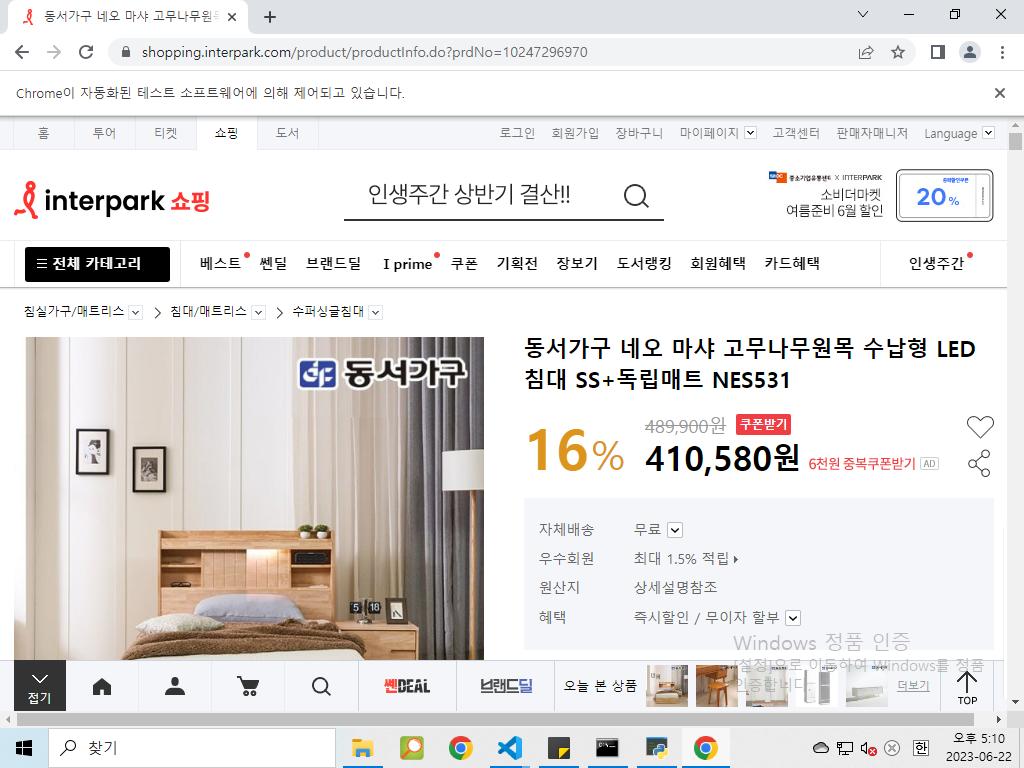 동서가구 네오 마샤 고무나무원목
shopping.interpark.com/product/productInfo.do?prdNo=10247296970
Chrome이 자동화된 테스트 소프트웨어에 의해 제어되고 있습니다.
홈 투어 티켓 쇼핑 도서 로그인 회원가입 장바구니 마이페이지 고객센터 판매자매니저 Language
interpark 쇼핑
인생주간 상반기 결산!!
중소기업유통센터 X INTERPARK
소비더마켓
여름준비 6월 할인
중복할인쿠폰
20%
전체 카테고리 베스트 쎈딜 브랜드딜 I prime 쿠폰 기획전 장보기 도서랭킹 회원혜택 카드혜택 인생주간
침실가구/매트리스 침대/매트리스 수퍼싱글침대
동서가구
5 18
동서가구 네오 마샤 고무나무원목 수납형 LED
침대 SS+독립매트 NES531
16%
489,900원 쿠폰받기
410,580원 6천원 중복쿠폰받기 AD
자체배송 무료
우수회원 최대 1.5% 적립
원산지 상세설명참조
혜택 즉시할인 / 무이자 할부
Windows 정품 인증
[설정]으로 이동하여 Windows를 정품
인증합니다.
접기
쎈DEAL
브랜드딜
오늘 본 상품
더보기
TOP
찾기
한
오후 5:10
2023-06-22